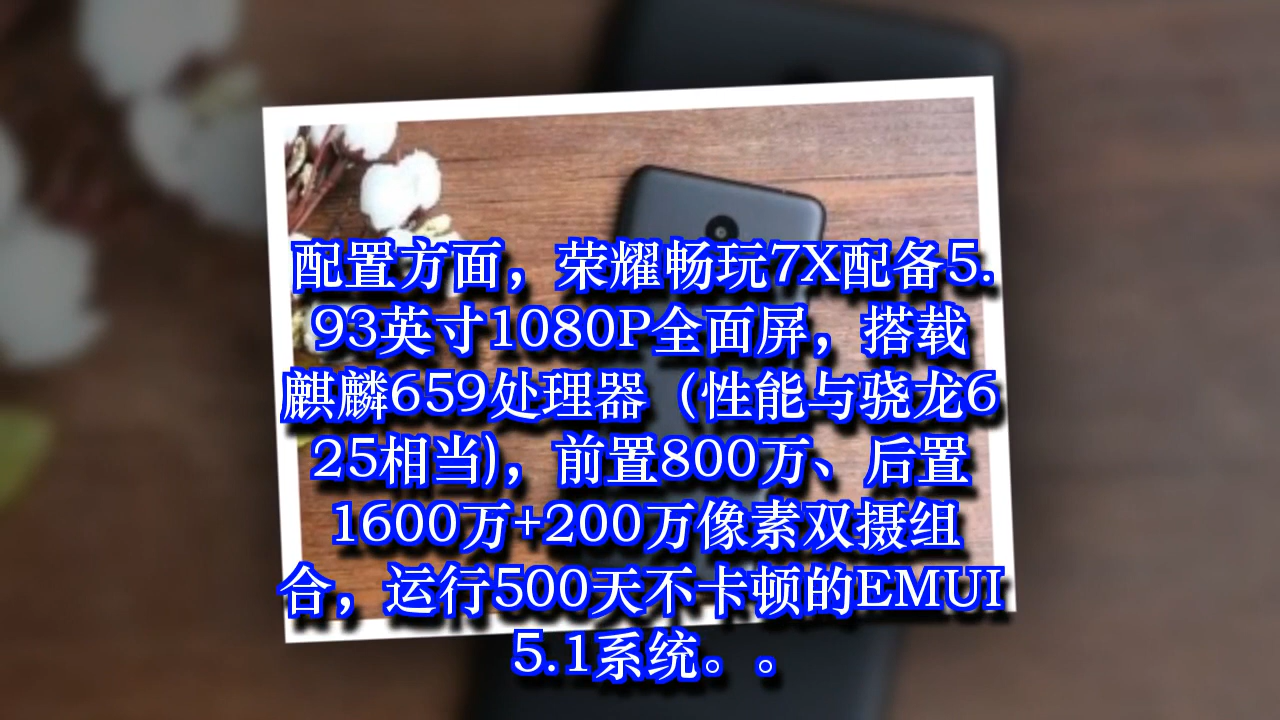 配置方面，荣耀畅玩7X配备5.
93英寸1080P全面屏，搭载
麒麟659处理器（性能与骁龙6
25相当)，前置800万、后置
1600万+200万像素双摄组
合，运行500天不卡顿的EMUI
5.1系统。。